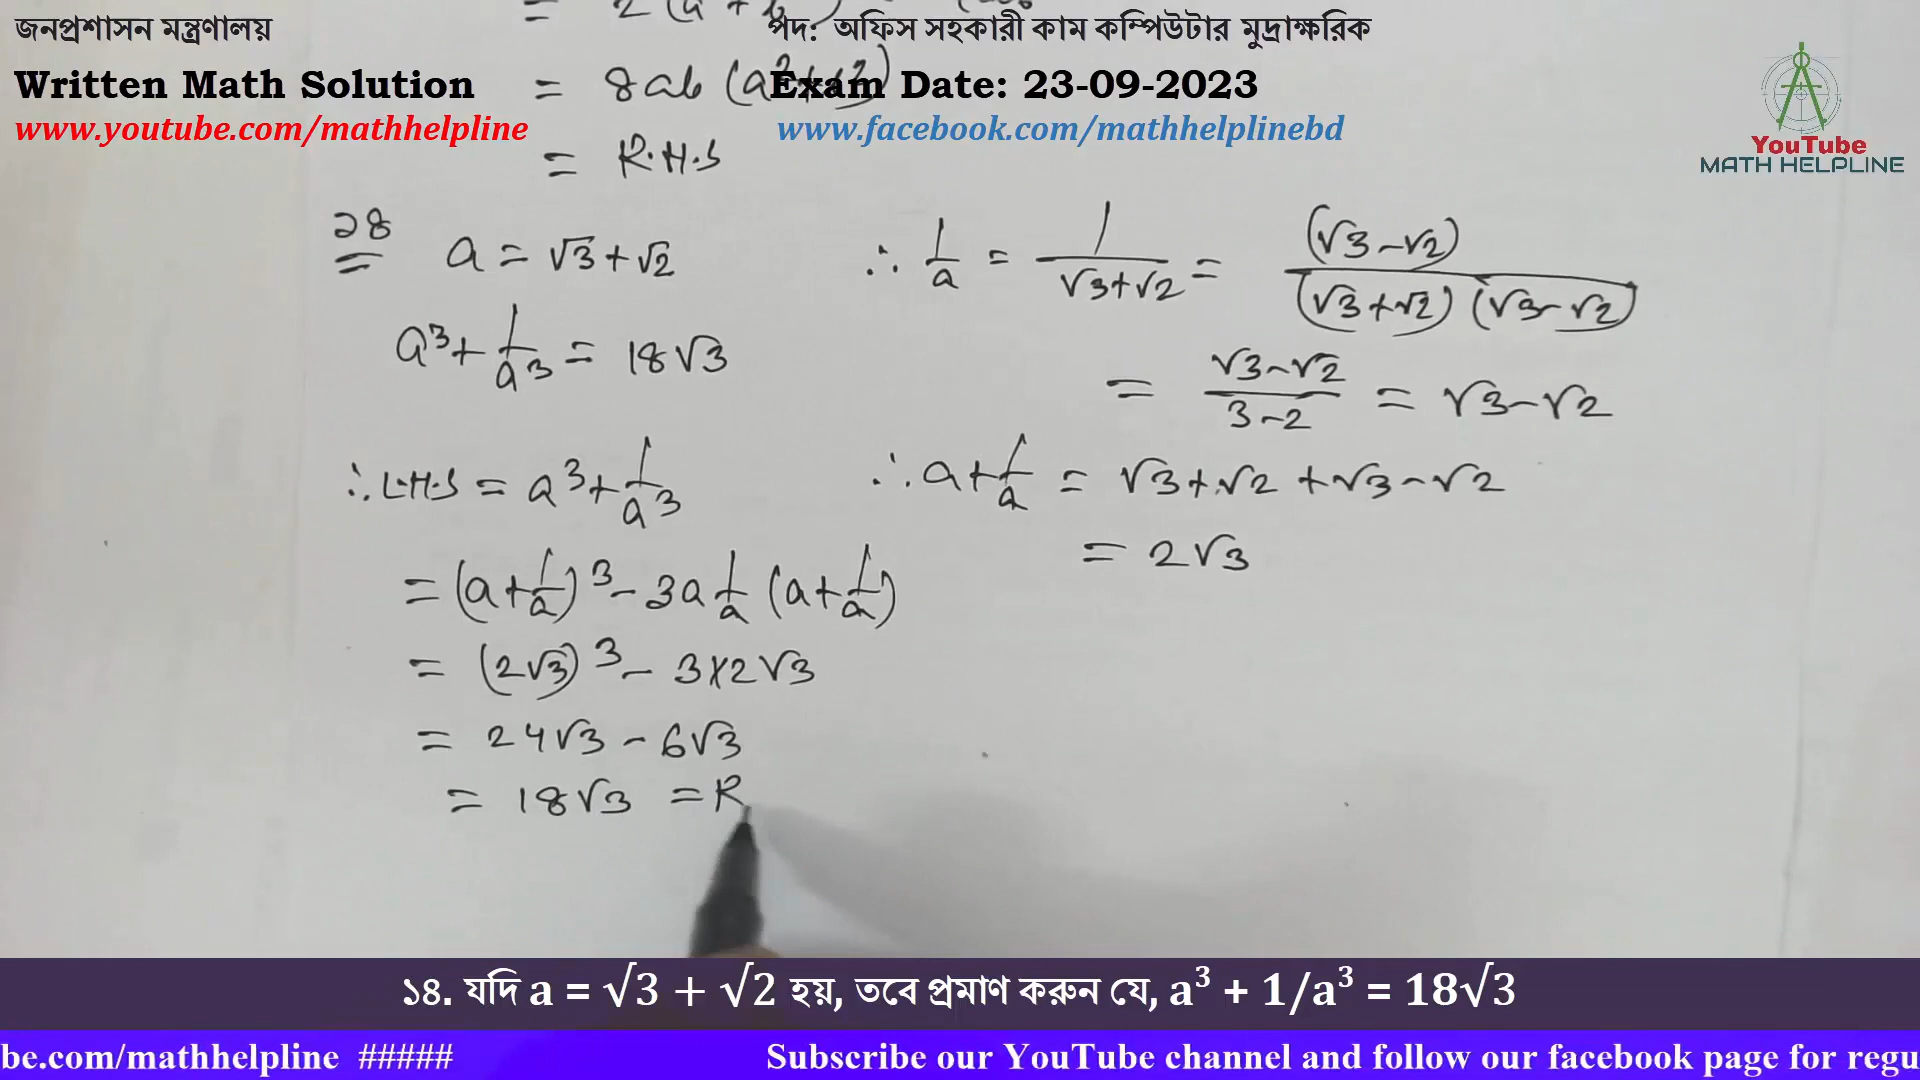 = 2 (a
জনপ্রশাসন মন্ত্রণালয়
পদ: অফিস সহকারী কাম কম্পিউটার মুদ্রাক্ষরিক
Written Math Solution
Exam Date: 23-09-2023
= 8ab (a²
www.youtube.com/mathhelpline
www.facebook.com/mathhelplinebd
YouTube
MATH HELPLINE
= R.H.S
১৪ a = √3+√2
∴ 1/a = 1/(√3+√2) = (√3-√2)/((√3+√2)(√3-√2))
a³+1/a³ = 18√3
= (√3-√2)/(3-2) = √3-√2
∴ L.H.S = a³+1/a³
∴ a+1/a = √3+√2+√3-√2
= 2√3
= (a+1/a)³ - 3a 1/a (a+1/a)
= (2√3)³ - 3×2√3
= 24√3 - 6√3
= 18√3 = R
১৪. যদি a = √3 + √2 হয়, তবে প্রমাণ করুন যে, a³ + 1/a³ = 18√3
be.com/mathhelpline ##### Subscribe our YouTube channel and follow our facebook page for regu